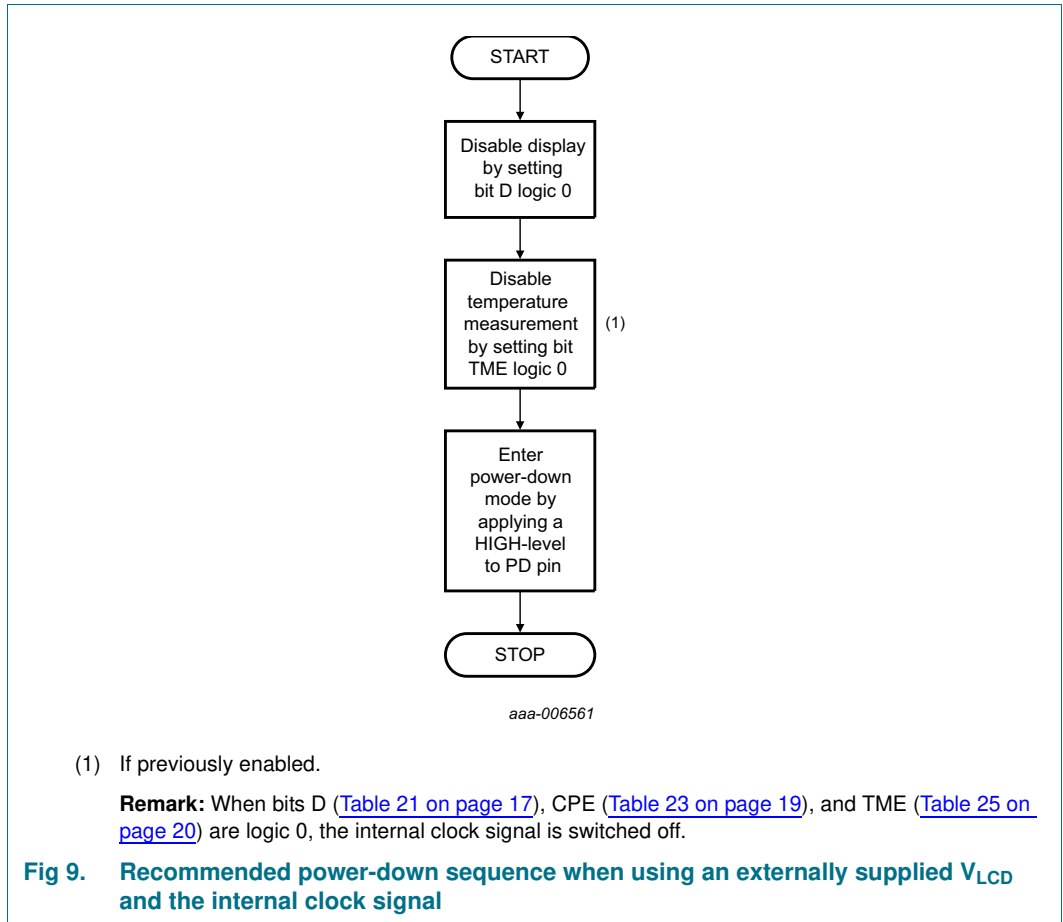 START
Disable display
by setting
bit D logic 0
Disable
temperature
measurement
by setting bit
TME logic 0
(1)
Enter
power-down
mode by
applying a
HIGH-level
to PD pin
STOP
aaa-006561
(1) If previously enabled.
Remark: When bits D (Table 21 on page 17), CPE (Table 23 on page 19), and TME (Table 25 on
page 20) are logic 0, the internal clock signal is switched off.
Fig 9. Recommended power-down sequence when using an externally supplied VLCD
and the internal clock signal